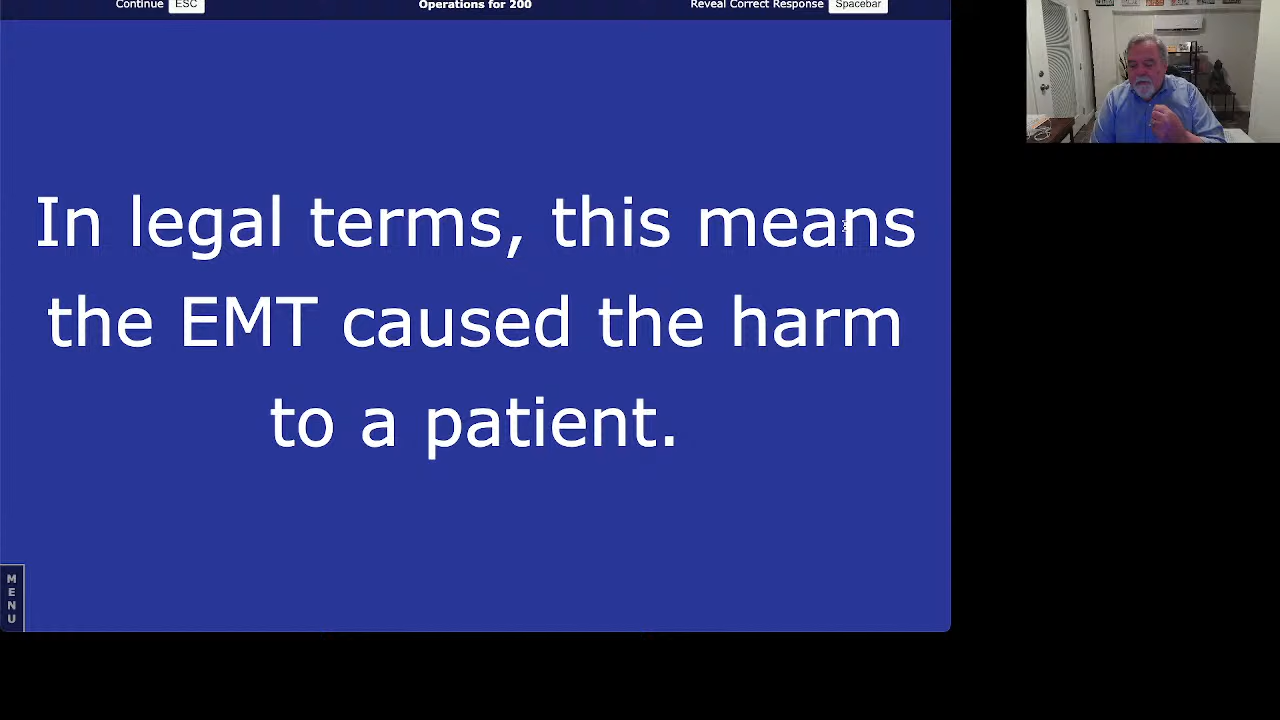 Continue ESC Operations for 200 Reveal Correct Response Spacebar
In legal terms, this means
the EMT caused the harm
to a patient.
MENU